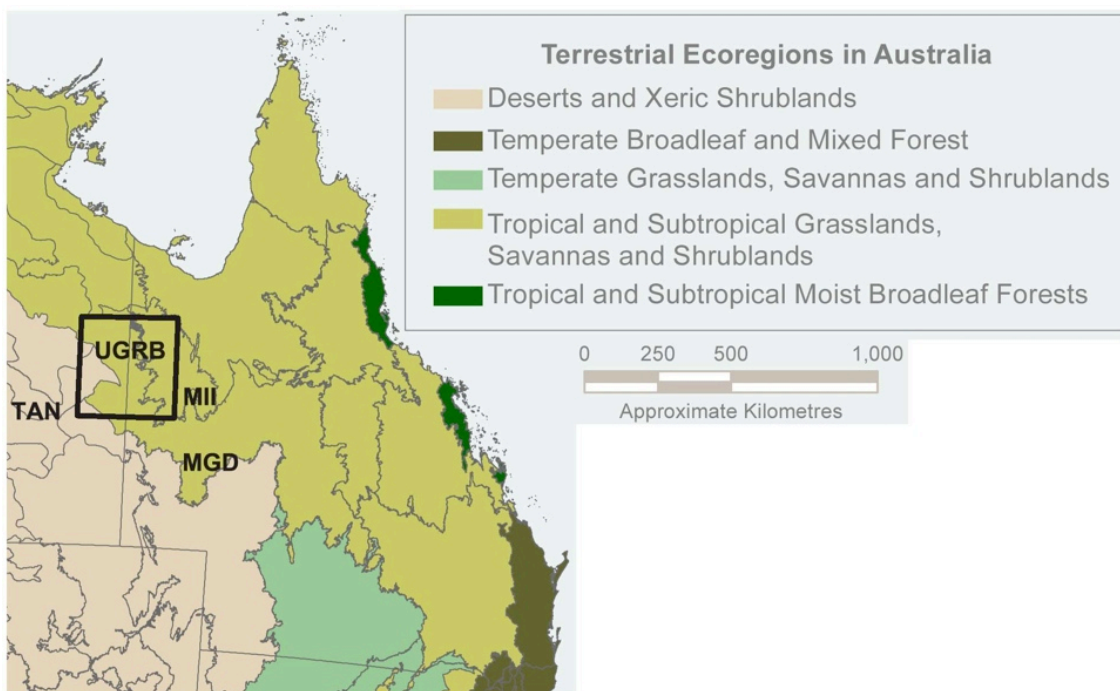 Terrestrial Ecoregions in Australia
Deserts and Xeric Shrublands
Temperate Broadleaf and Mixed Forest
Temperate Grasslands, Savannas and Shrublands
Tropical and Subtropical Grasslands,
Savannas and Shrublands
Tropical and Subtropical Moist Broadleaf Forests
0 250 500 1,000
Approximate Kilometres
UGRB
MII
TAN
MGD